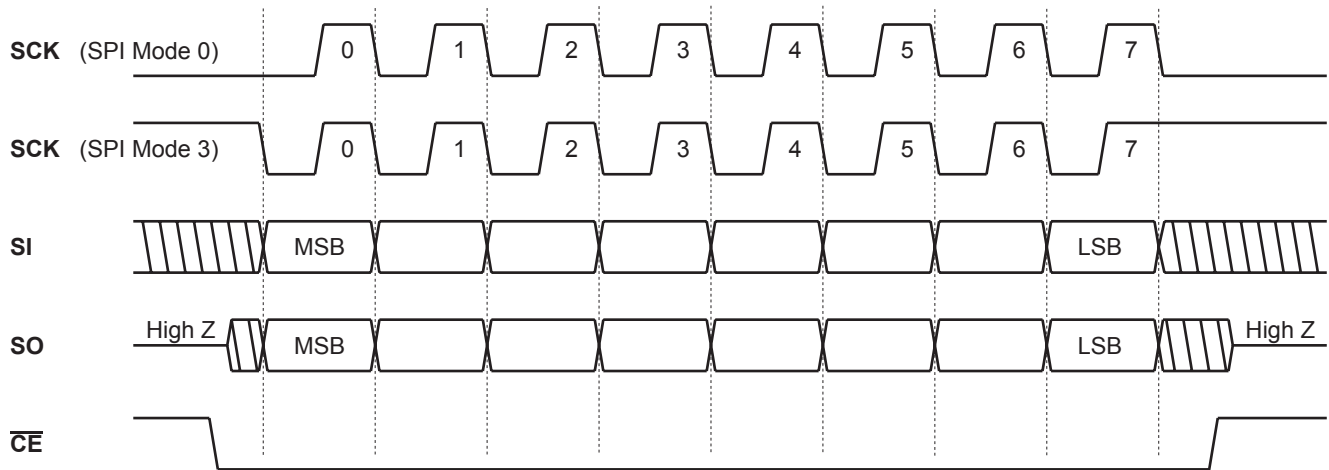 SCK (SPI Mode 0) 0 1 2 3 4 5 6 7
SCK (SPI Mode 3) 0 1 2 3 4 5 6 7
SI MSB LSB
High Z High Z
SO MSB LSB
C̅E̅